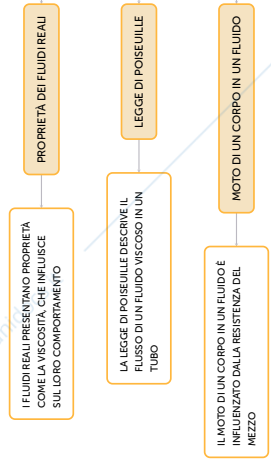 PROPRIETÀ DEI FLUIDI REALI
I FLUIDI REALI PRESENTANO PROPRIETÀ
COME LA VISCOSITÀ, CHE INFLUISCE
SUL LORO COMPORTAMENTO
LEGGE DI POISEUILLE
LA LEGGE DI POISEUILLE DESCRIVE IL
FLUSSO DI UN FLUIDO VISCOSO IN UN
TUBO
MOTO DI UN CORPO IN UN FLUIDO
IL MOTO DI UN CORPO IN UN FLUIDO È
INFLUENZATO DALLA RESISTENZA DEL
MEZZO